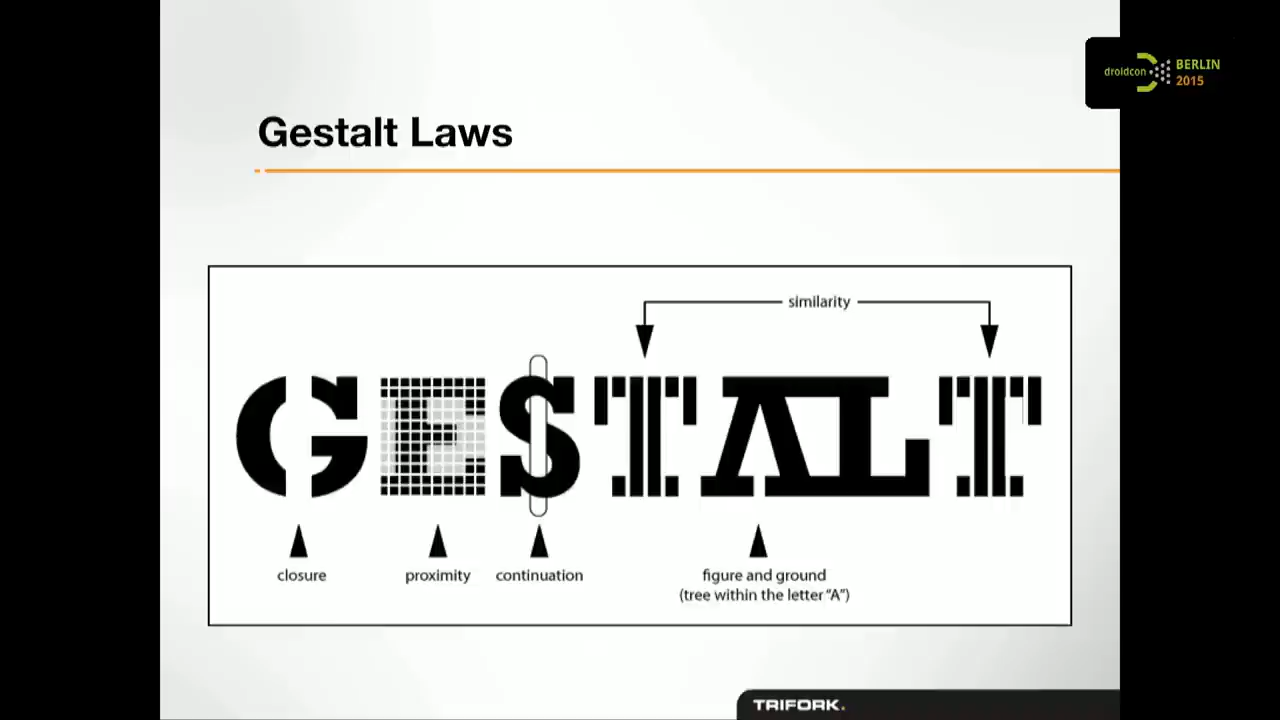 droidcon
BERLIN
2015
Gestalt Laws
similarity
GESTALT
closure
proximity
continuation
figure and ground
(tree within the letter “A”)
TRIFORK.